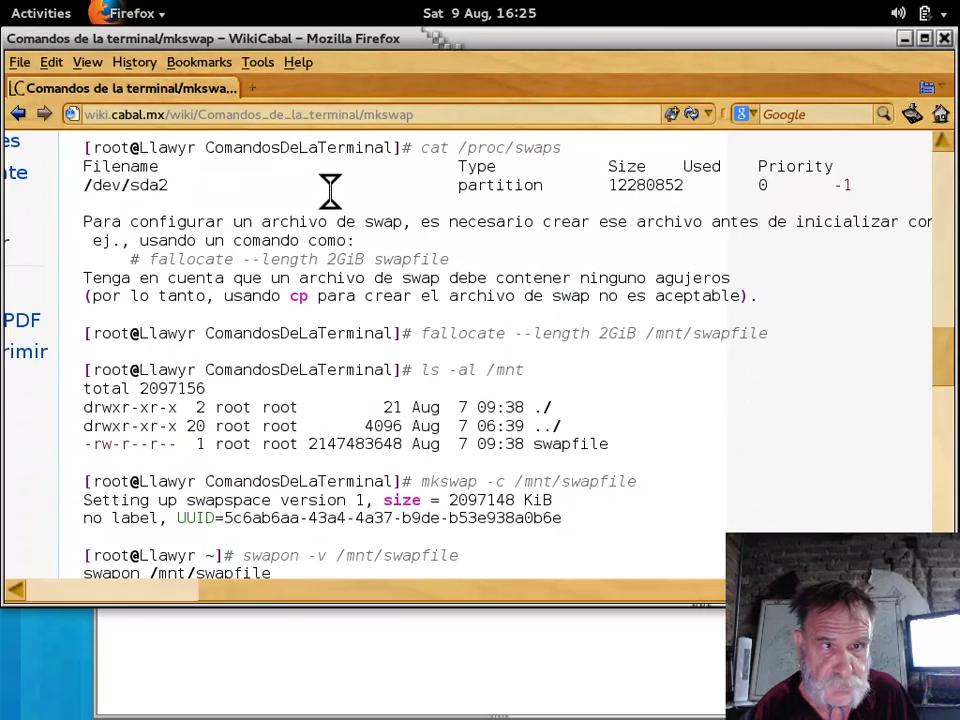 Activities Firefox Sat 9 Aug, 16:25
Comandos de la terminal/mkswap – WikiCabal – Mozilla Firefox
File Edit View History Bookmarks Tools Help
Comandos de la terminal/mkswa...
wiki.cabal.mx/wiki/Comandos_de_la_terminal/mkswap Google
es
ate
r
PDF
rimir
[root@Llawyr ComandosDeLaTerminal]# cat /proc/swaps
Filename Type Size Used Priority
/dev/sda2 partition 12280852 0 -1
Para configurar un archivo de swap, es necesario crear ese archivo antes de inicializar con
ej., usando un comando como:
# fallocate --length 2GiB swapfile
Tenga en cuenta que un archivo de swap debe contener ninguno agujeros
(por lo tanto, usando cp para crear el archivo de swap no es aceptable).
[root@Llawyr ComandosDeLaTerminal]# fallocate --length 2GiB /mnt/swapfile
[root@Llawyr ComandosDeLaTerminal]# ls -al /mnt
total 2097156
drwxr-xr-x 2 root root 21 Aug 7 09:38 ./
drwxr-xr-x 20 root root 4096 Aug 7 06:39 ../
-rw-r--r-- 1 root root 2147483648 Aug 7 09:38 swapfile
[root@Llawyr ComandosDeLaTerminal]# mkswap -c /mnt/swapfile
Setting up swapspace version 1, size = 2097148 KiB
no label, UUID=5c6ab6aa-43a4-4a37-b9de-b53e938a0b6e
[root@Llawyr ~]# swapon -v /mnt/swapfile
swapon /mnt/swapfile